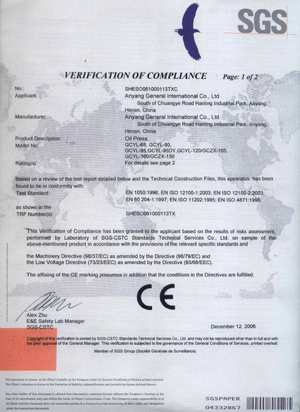 SGS
VERIFICATION OF COMPLIANCE Page: 1 of 2
No.: SHESO061000113TXC
Applicant: Anyang General International Co., Ltd.
South of Chuangye Road Hanling Industrial Park, Anyang,
Henan, China
Manufacturer: Anyang General International Co., Ltd.
South of Chuangye Road Hanling Industrial Park, Anyang,
Henan, China
Product Description: Oil Press
Model No: GCYL-68, GCYL-80,
GCYL-95, GCYL-95DY, GCYL-120/GCZX-105,
GCYL-160/GCZX-130
Rating(s): For details see page 2
Based on a review of the test report detailed below and the Technical Construction Files, this apparatus has been
found to be in conformity with:
Test Standard: EN 1050:1996; EN ISO 12100-1:2003; EN ISO 12100-2:2003
EN 60 204-1:1997; EN ISO 11202:1995; EN ISO 4871:1996.
as shown in the
TRF Number(s): SHESO061000113TX
This Verification of Compliance has been granted to the applicant based on the results of risks assessment,
performed by Laboratory of SGS-CSTC Standards Technical Services Co., Ltd. on sample of the
above-mentioned product in accordance with the provisions of the relevant specific standards and
the Machinery Directive (98/37/EC) as amended by the Directive (98/79/EC) and
the Low Voltage Directive (73/23/EEC) as amended by the Directive (93/68/EEC).
The affixing of the CE marking presumes in addition that the conditions in the Directives are fulfilled.
CE
Alex Zhu
E&E Safety Lab Manager
SGS-CSTC
December 12, 2006
Copyright of this verification is owned by SGS-CSTC Standards Technical Services Co., Ltd. and may not be reproduced other than in full and with
the prior approval of the General Manager. This verification is subjected to the governance of the General Conditions of Services, printed overleaf.
Member of SGS Group (Société Générale de Surveillance)
SGSPAPER
04332867